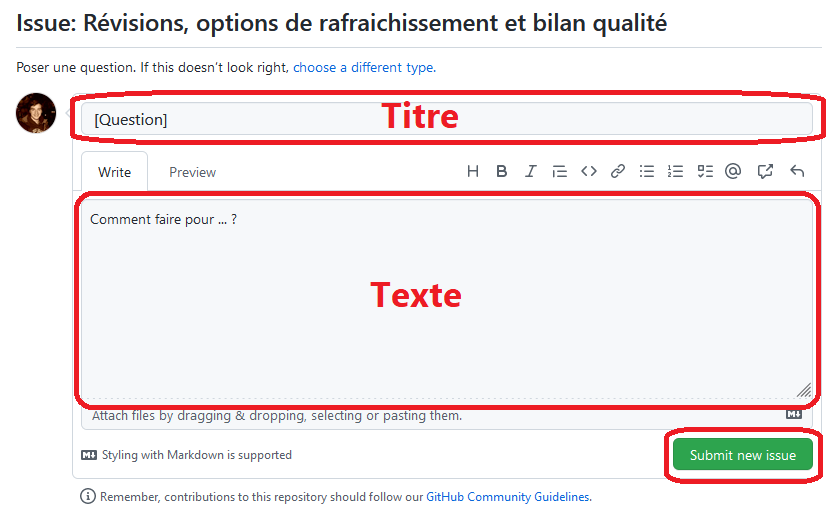 Issue: Révisions, options de rafraichissement et bilan qualité
Poser une question. If this doesn’t look right, choose a different type.
[Question] Titre
Write Preview
Comment faire pour ... ?
Texte
Attach files by dragging & dropping, selecting or pasting them.
Styling with Markdown is supported
Submit new issue
Remember, contributions to this repository should follow our GitHub Community Guidelines.